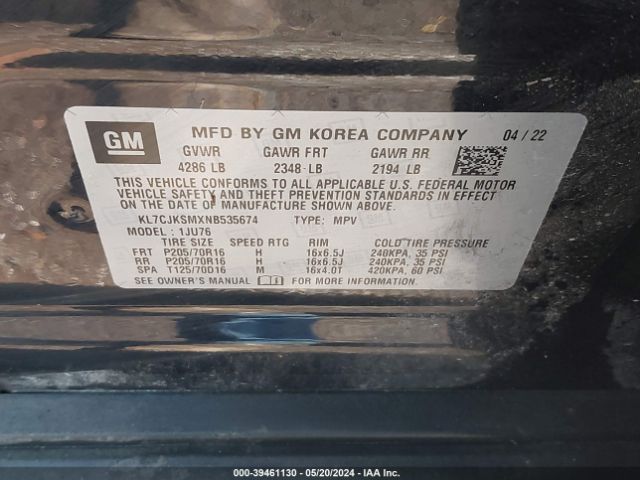 GM
MFD BY GM KOREA COMPANY 04 / 22
GVWR GAWR FRT GAWR RR
4286 LB 2348 LB 2194 LB
THIS VEHICLE CONFORMS TO ALL APPLICABLE U.S. FEDERAL MOTOR
VEHICLE SAFETY AND THEFT PREVENTION STANDARDS IN EFFECT
ON THE DATE OF MANUFACTURE SHOWN ABOVE.
KL7CJKSMXNB535674 TYPE: MPV
MODEL : 1JU76
TIRE SIZE SPEED RTG RIM COLD TIRE PRESSURE
FRT P205/70R16 H 16x6.5J 240KPA, 35 PSI
RR P205/70R16 H 16x6.5J 240KPA, 35 PSI
SPA T125/70D16 M 16x4.0T 420KPA, 60 PSI
SEE OWNER'S MANUAL FOR MORE INFORMATION.
000-39461130 - 05/20/2024 - IAA Inc.